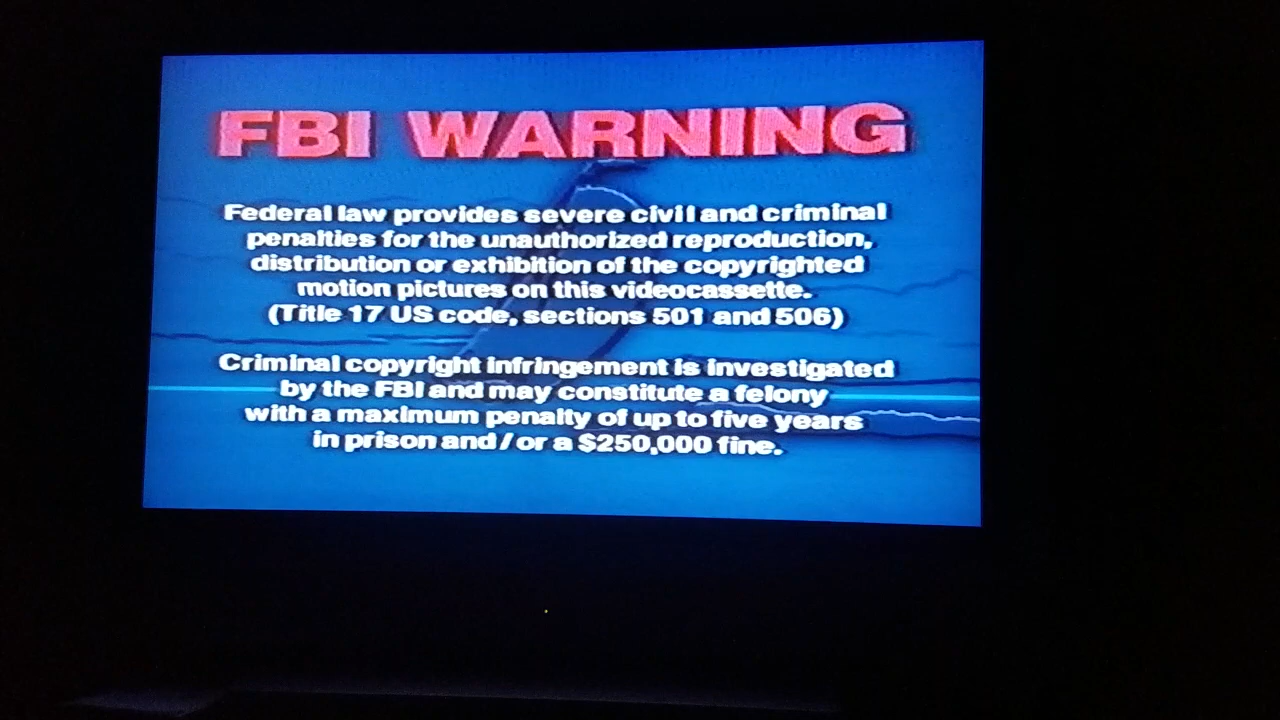 FBI WARNING
Federal law provides severe civil and criminal
penalties for the unauthorized reproduction,
distribution or exhibition of the copyrighted
motion pictures on this videocassette.
(Title 17 US code, sections 501 and 506)
Criminal copyright infringement is investigated
by the FBI and may constitute a felony
with a maximum penalty of up to five years
in prison and/or a $250,000 fine.